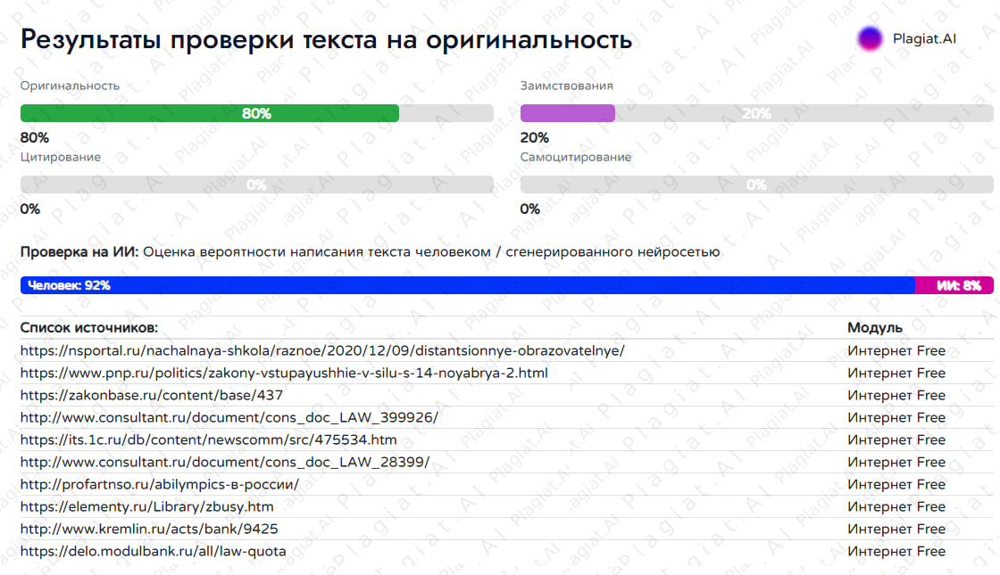 Результаты проверки текста на оригинальность
Plagiat.AI
Оригинальность
Заимствования
80%
20%
80%
20%
Цитирование
Самоцитирование
0%
0%
0%
0%
Проверка на ИИ: Оценка вероятности написания текста человеком / сгенерированного нейросетью
Человек: 92%
ИИ: 8%
Список источников:
Модуль
https://nsportal.ru/nachalnaya-shkola/raznoe/2020/12/09/distantsionnye-obrazovatelnye/
Интернет Free
https://www.pnp.ru/politics/zakony-vstupayushhie-v-silu-s-14-noyabrya-2.html
Интернет Free
https://zakonbase.ru/content/base/437
Интернет Free
http://www.consultant.ru/document/cons_doc_LAW_399926/
Интернет Free
https://its.1c.ru/db/content/newscomm/src/475534.htm
Интернет Free
http://www.consultant.ru/document/cons_doc_LAW_28399/
Интернет Free
http://profartnso.ru/abilympics-в-россии/
Интернет Free
https://elementy.ru/Library/zbusy.htm
Интернет Free
http://www.kremlin.ru/acts/bank/9425
Интернет Free
https://delo.modulbank.ru/all/law-quota
Интернет Free